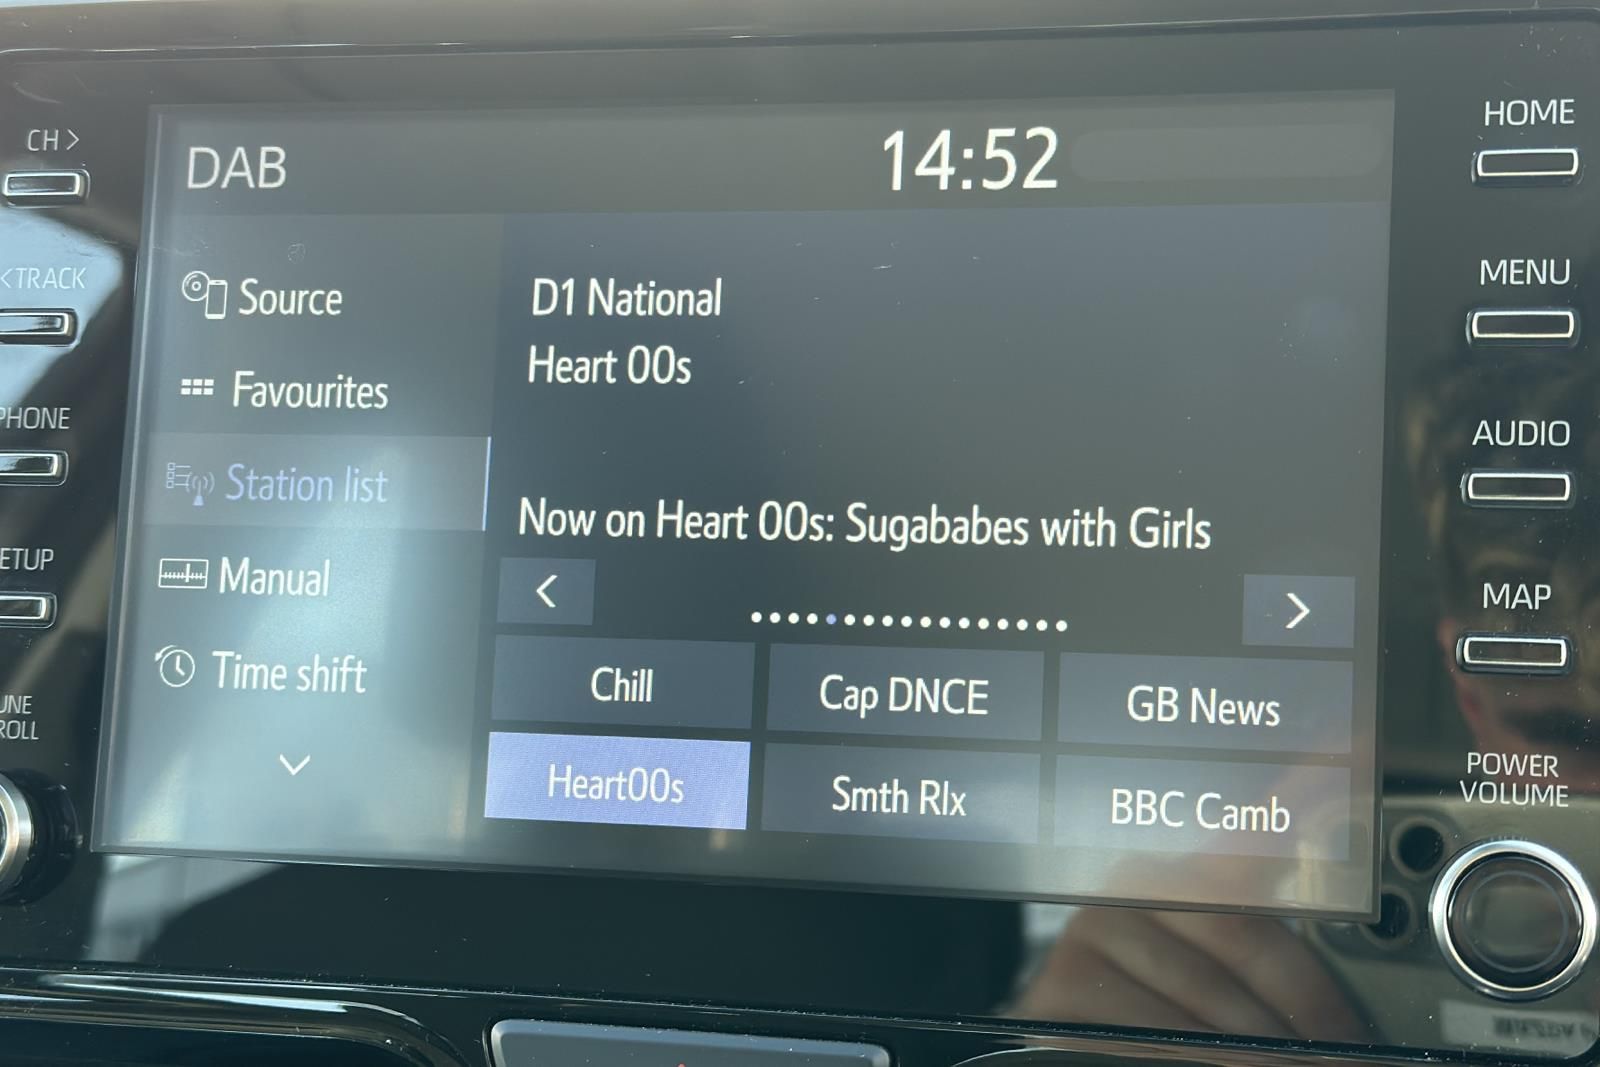 CH >
DAB
14:52
HOME
<TRACK
Source
D1 National
MENU
Favourites
Heart 00s
PHONE
Station list
AUDIO
Now on Heart 00s: Sugababes with Girls
ETUP
Manual
<
>
MAP
Time shift
Chill
Cap DNCE
GB News
UNE
ROLL
Heart00s
Smth Rlx
BBC Camb
POWER
VOLUME